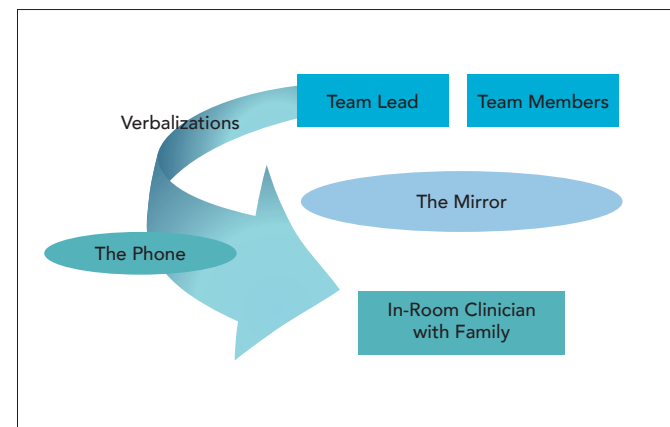 Team Lead
Team Members
Verbalizations
The Mirror
The Phone
In-Room Clinician
with Family